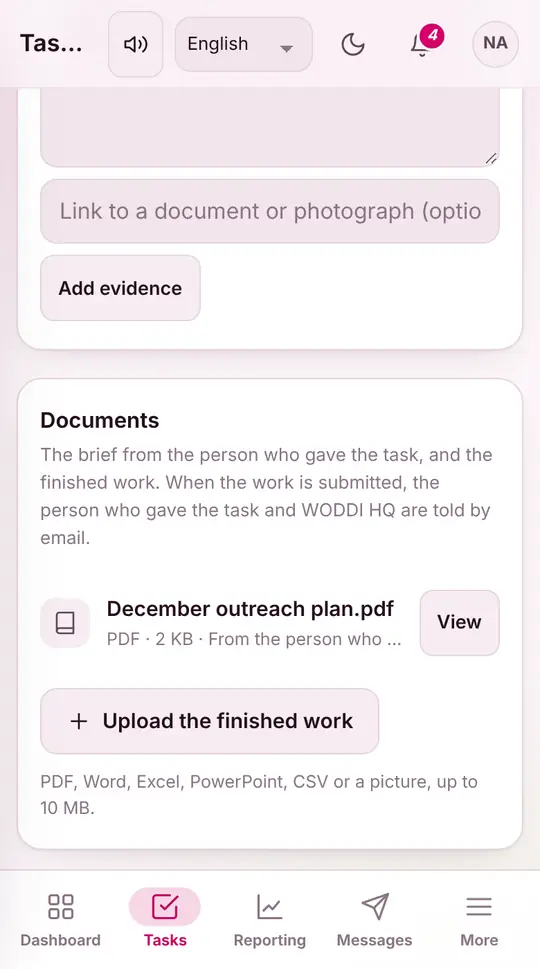 Tas...
English
4
NA
Link to a document or photograph (optio
Add evidence
Documents
The brief from the person who gave the task, and the
finished work. When the work is submitted, the
person who gave the task and WODDI HQ are told by
email.
December outreach plan.pdf
PDF · 2 KB · From the person who ...
View
Upload the finished work
PDF, Word, Excel, PowerPoint, CSV or a picture, up to
10 MB.
Dashboard
Tasks
Reporting
Messages
More